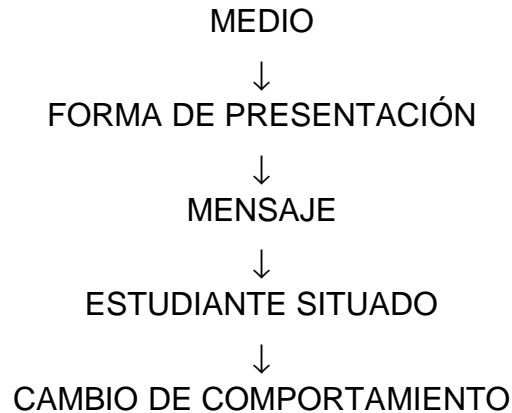 MEDIO
↓
FORMA DE PRESENTACIÓN
↓
MENSAJE
↓
ESTUDIANTE SITUADO
↓
CAMBIO DE COMPORTAMIENTO